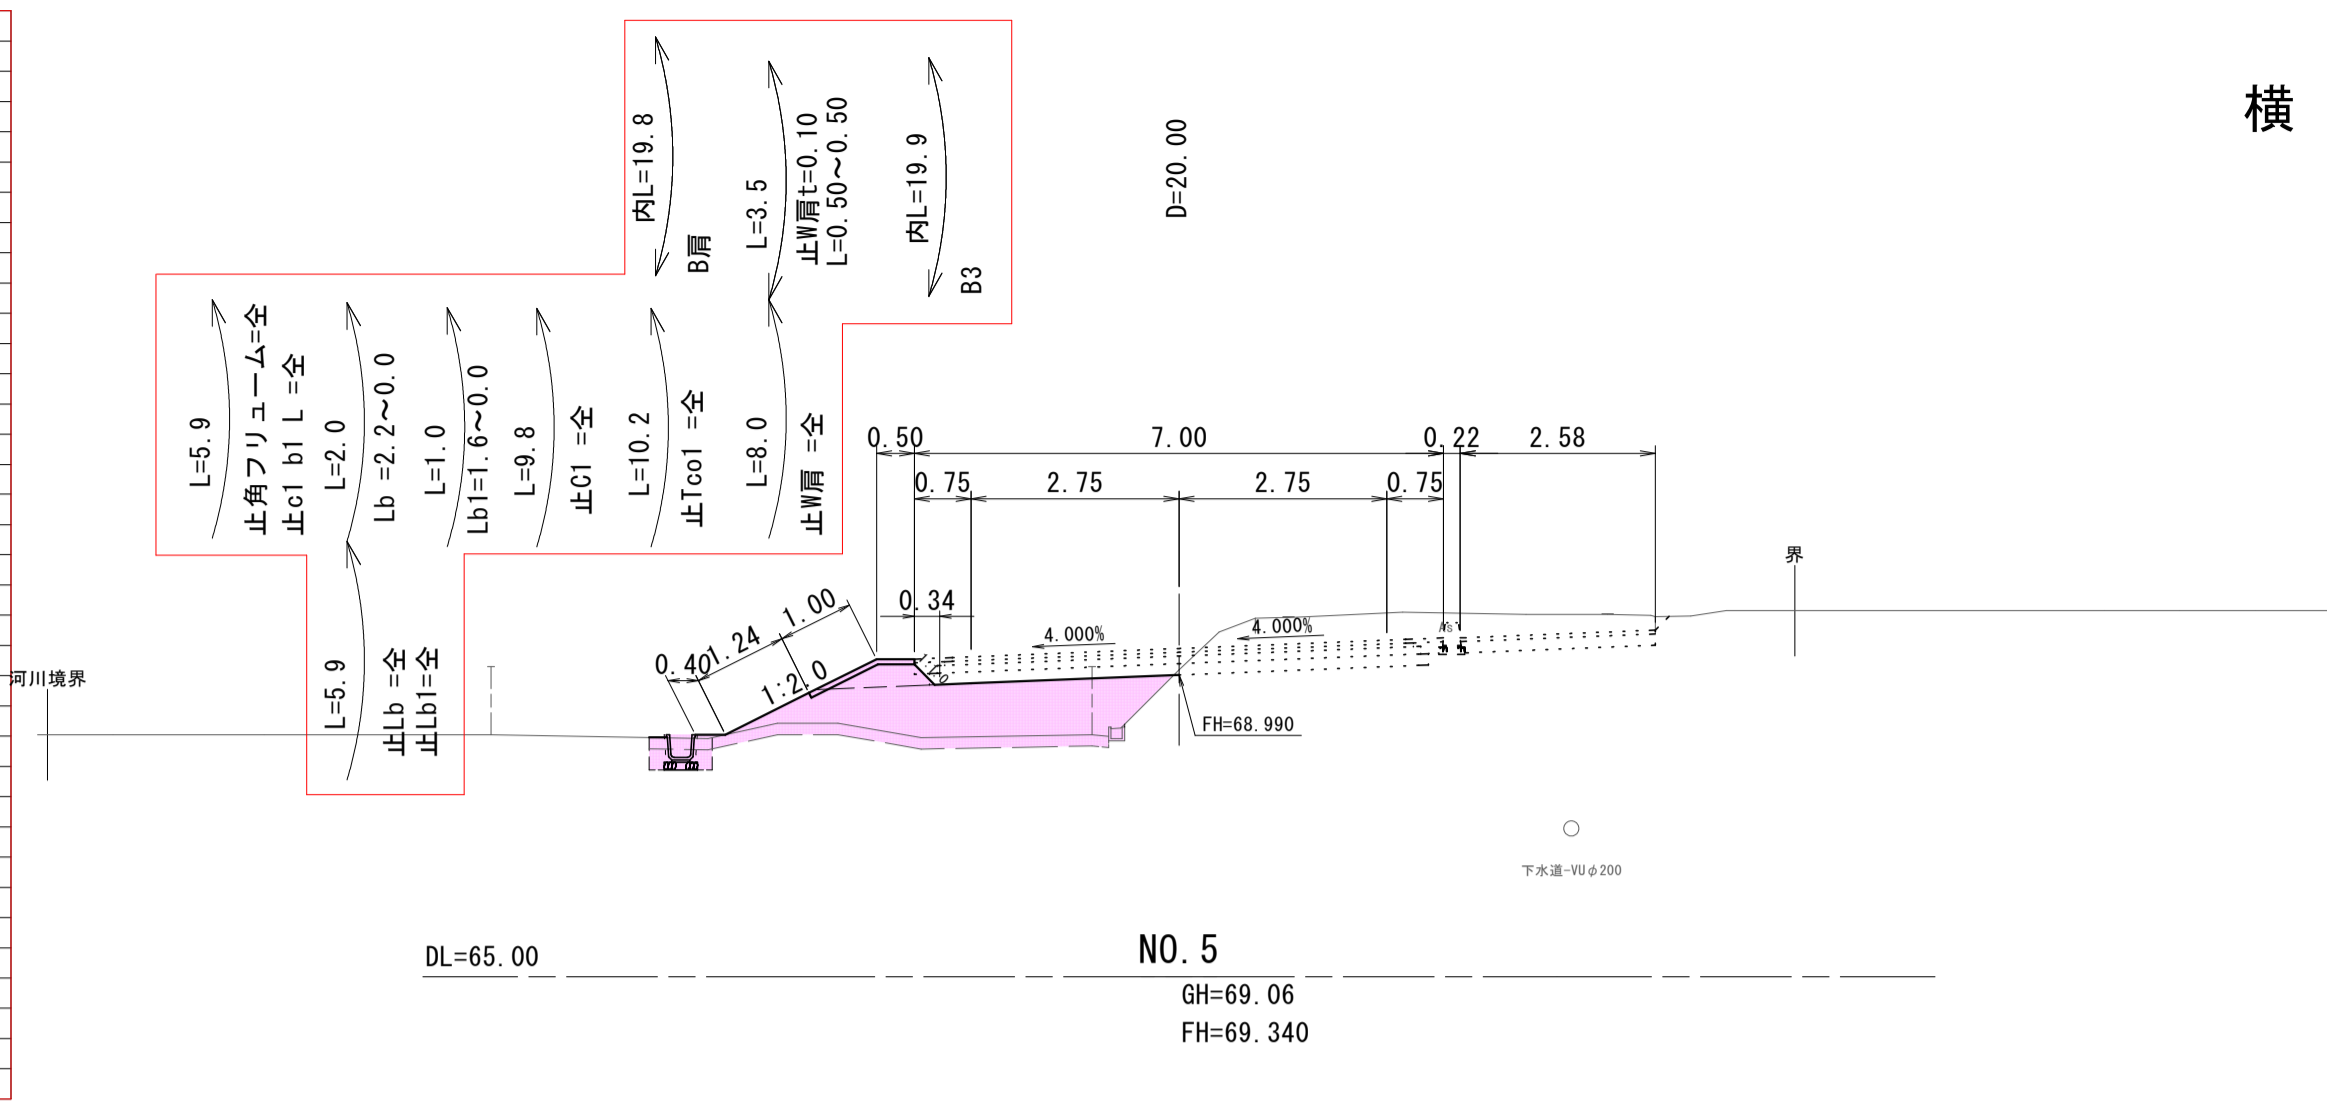 横
内L=19.8
B肩
L=3.5
止W肩t=0.10
L=0.50～0.50
内L=19.9
B3
D=20.00
L=5.9
止角フリューム=全
止c1 b1 L =全
L=2.0
Lb =2.2～0.0
L=1.0
Lb1=1.6～0.0
L=9.8
止C1 =全
L=10.2
止Tco1 =全
L=8.0
止W肩 =全
L=5.9
止Lb =全
止Lb1=全
0.50
7.00
0.22
2.58
0.75
2.75
2.75
0.75
界
0.34
1.00
1.24
0.40
1:2.0
4.000%
4.000%
As
河川境界
FH=68.990
下水道-VUφ200
DL=65.00
NO.5
GH=69.06
FH=69.340